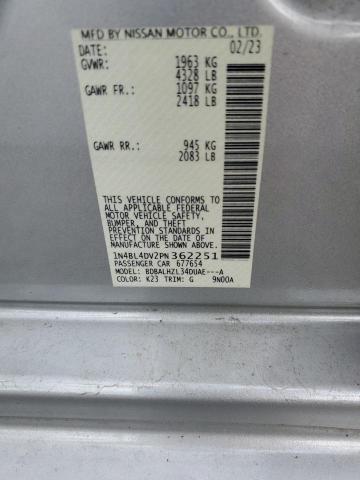 MFD BY NISSAN MOTOR CO., LTD.
DATE: 02/23
GVWR: 1963 KG
4328 LB
GAWR FR.: 1097 KG
2418 LB
GAWR RR.: 945 KG
2083 LB
THIS VEHICLE CONFORMS TO
ALL APPLICABLE FEDERAL
MOTOR VEHICLE SAFETY,
BUMPER, AND THEFT
PREVENTION STANDARDS IN
EFFECT ON THE DATE OF
MANUFACTURE SHOWN ABOVE.
1N4BL4DV2PN362251
PASSENGER CAR 677654
MODEL: BDBALHZL34DUAE---A
COLOR: K23 TRIM: G 9N00A